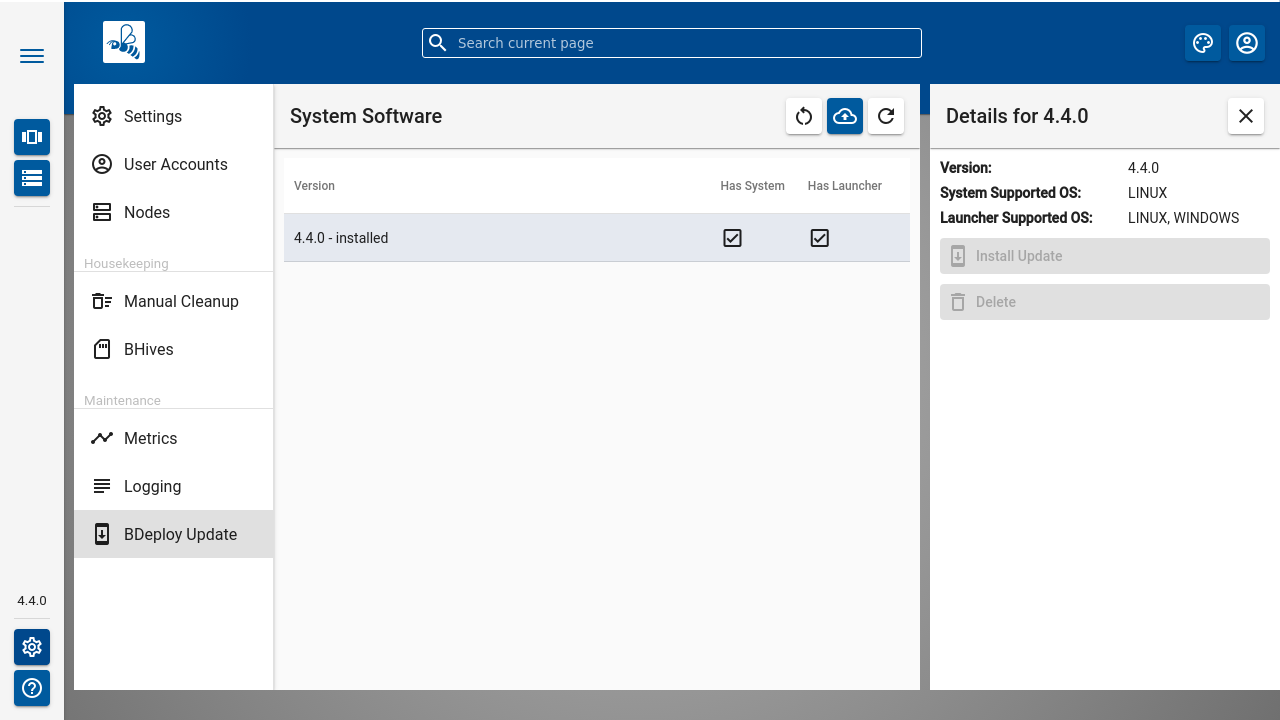 Search current page
Settings
User Accounts
Nodes
Housekeeping
Manual Cleanup
BHives
Maintenance
Metrics
Logging
BDeploy Update
4.4.0
System Software
Version Has System Has Launcher
4.4.0 - installed
Details for 4.4.0
Version: 4.4.0
System Supported OS: LINUX
Launcher Supported OS: LINUX, WINDOWS
Install Update
Delete